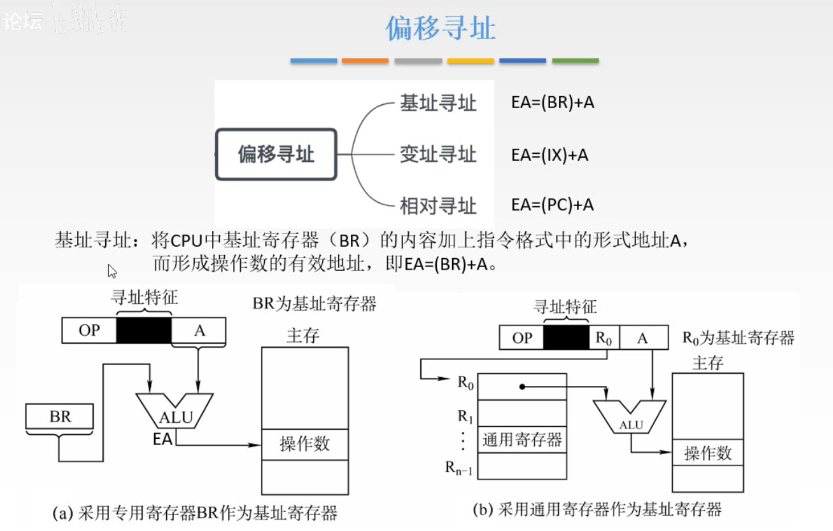 论坛
偏移寻址
偏移寻址
基址寻址 EA=(BR)+A
变址寻址 EA=(IX)+A
相对寻址 EA=(PC)+A
基址寻址：将CPU中基址寄存器（BR）的内容加上指令格式中的形式地址A，
而形成操作数的有效地址，即EA=(BR)+A。
寻址特征
OP A
BR为基址寄存器
主存
BR
ALU
EA
操作数
(a) 采用专用寄存器BR作为基址寄存器
寻址特征
OP R0 A
R0为基址寄存器
主存
R0
R1
⋮
Rn-1
通用寄存器
ALU
操作数
(b) 采用通用寄存器作为基址寄存器